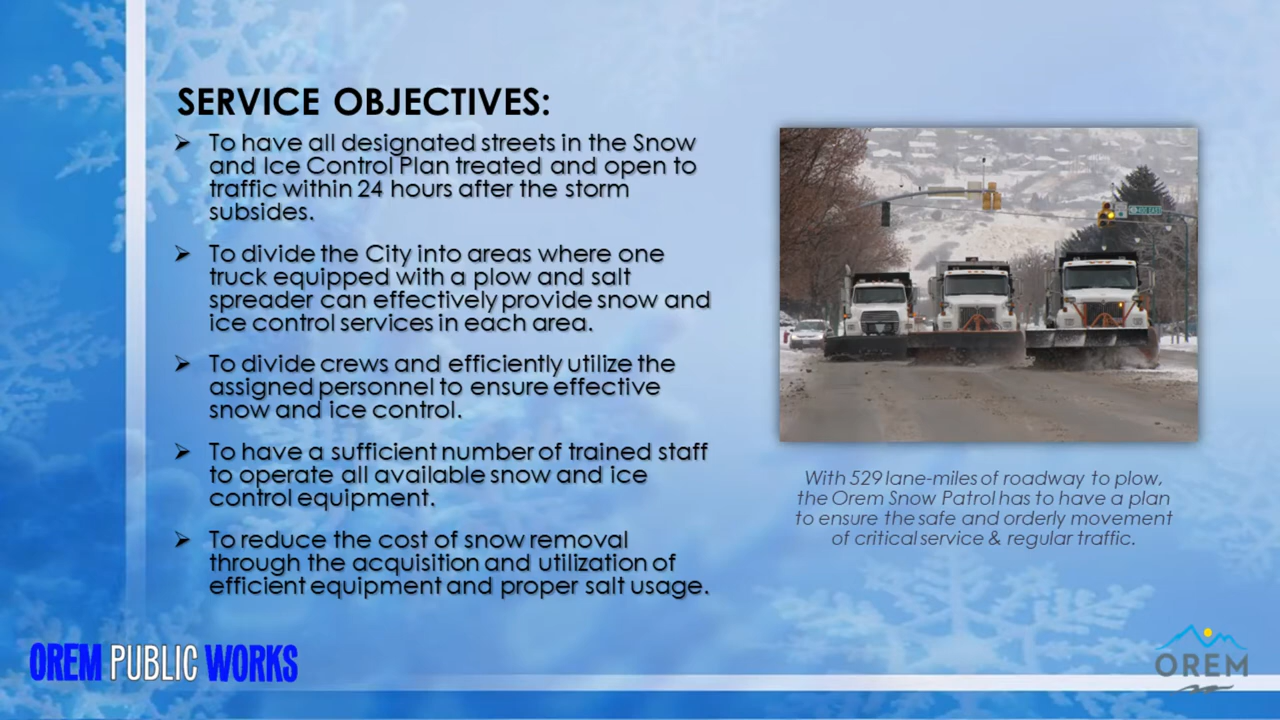 SERVICE OBJECTIVES:
➢ To have all designated streets in the Snow
and Ice Control Plan treated and open to
traffic within 24 hours after the storm
subsides.
➢ To divide the City into areas where one
truck equipped with a plow and salt
spreader can effectively provide snow and
ice control services in each area.
➢ To divide crews and efficiently utilize the
assigned personnel to ensure effective
snow and ice control.
➢ To have a sufficient number of trained staff
to operate all available snow and ice
control equipment.
➢ To reduce the cost of snow removal
through the acquisition and utilization of
efficient equipment and proper salt usage.
With 529 lane-miles of roadway to plow,
the Orem Snow Patrol has to have a plan
to ensure the safe and orderly movement
of critical service & regular traffic.
OREM PUBLIC WORKS
OREM